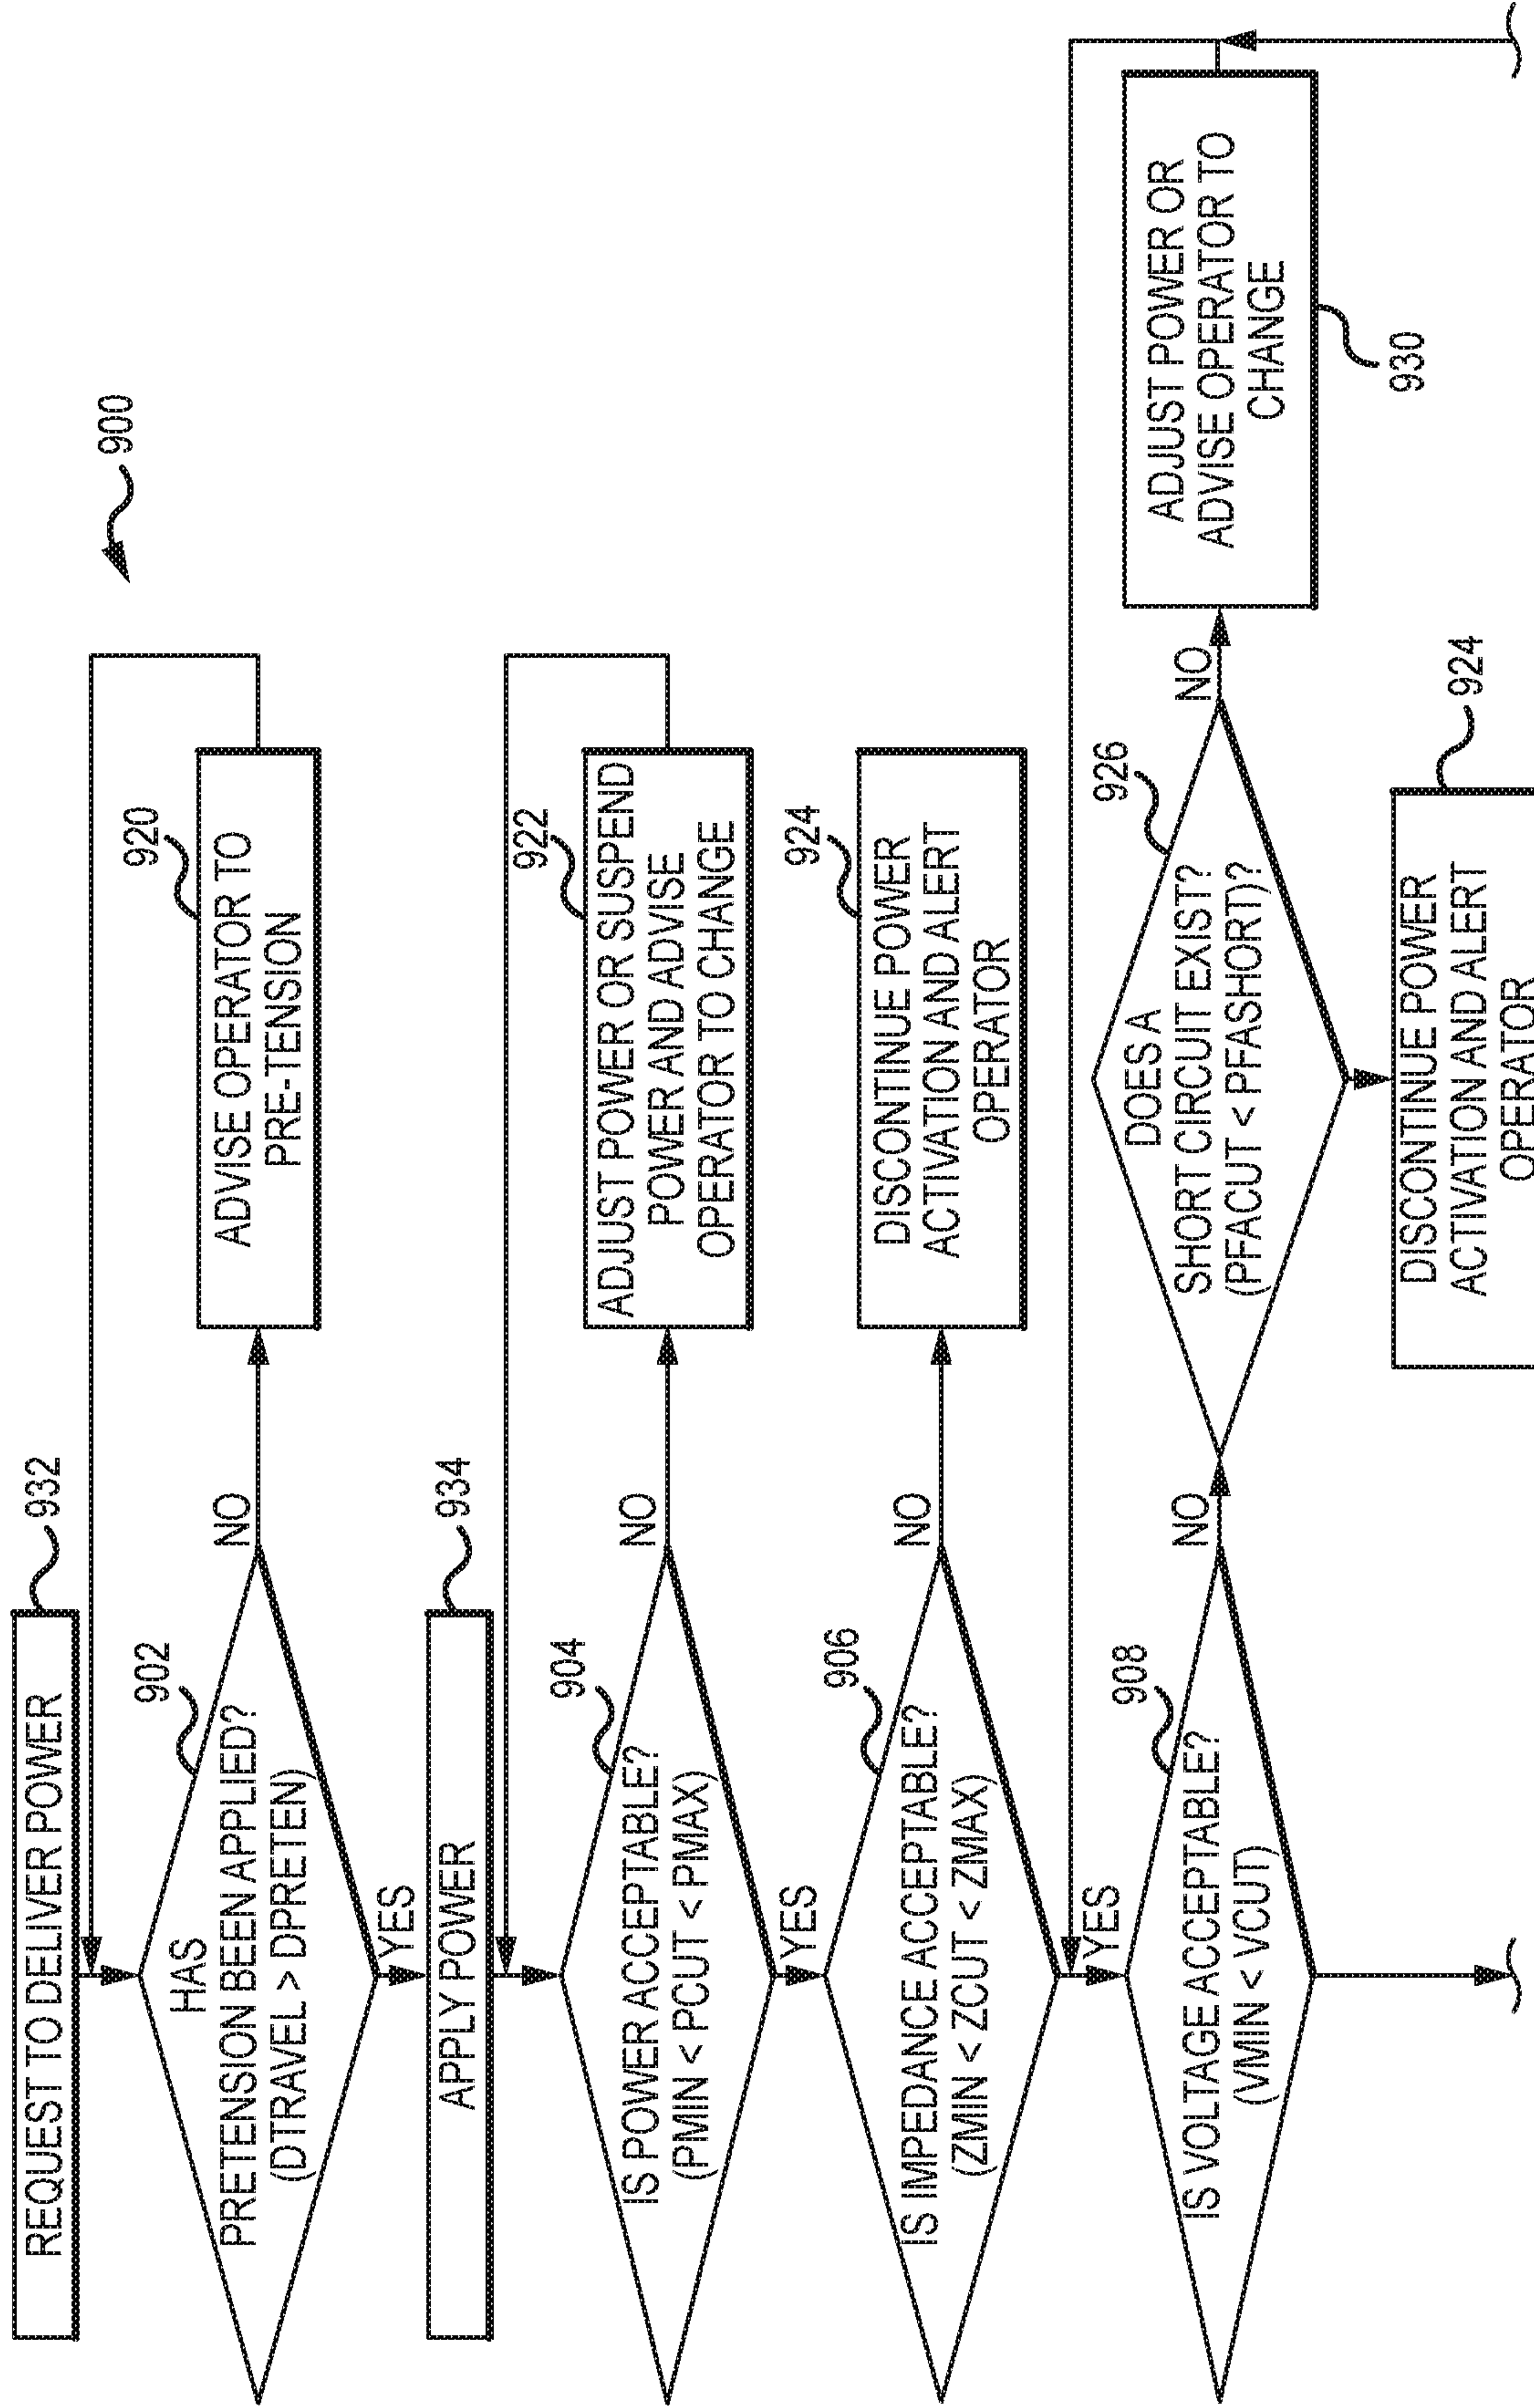 900
REQUEST TO DELIVER POWER
932
HAS
PRETENSION BEEN APPLIED?
(DTRAVEL > DPRETEN)
902
NO
ADVISE OPERATOR TO
PRE-TENSION
920
YES
APPLY POWER
934
IS POWER ACCEPTABLE?
(PMIN < PCUT < PMAX)
904
NO
ADJUST POWER OR SUSPEND
POWER AND ADVISE
OPERATOR TO CHANGE
922
YES
IS IMPEDANCE ACCEPTABLE?
(ZMIN < ZCUT < ZMAX)
906
NO
DISCONTINUE POWER
ACTIVATION AND ALERT
OPERATOR
924
YES
IS VOLTAGE ACCEPTABLE?
(VMIN < VCUT)
908
NO
DOES A
SHORT CIRCUIT EXIST?
(PFACUT < PFASHORT)?
926
NO
ADJUST POWER OR
ADVISE OPERATOR TO
CHANGE
930
DISCONTINUE POWER
ACTIVATION AND ALERT
OPERATOR
924